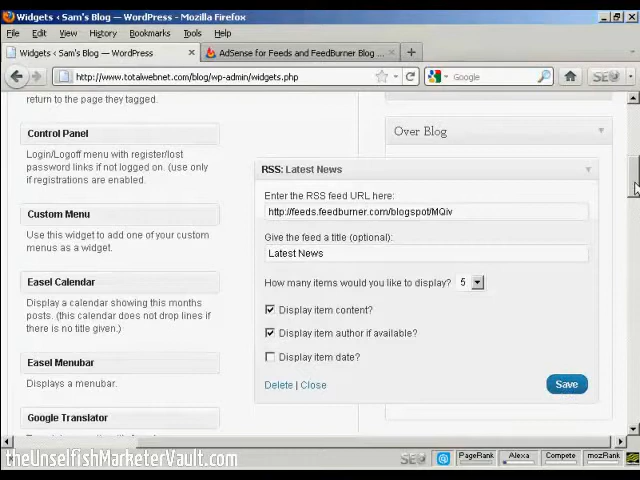 Widgets ‹ Sam's Blog — WordPress - Mozilla Firefox
File Edit View History Bookmarks Tools Help
Widgets ‹ Sam's Blog — WordPress × AdSense for Feeds and FeedBurner Blog ... × +
http://www.totalwebnet.com/blog/wp-admin/widgets.php Google SEO
return to the page they tagged.
Control Panel
Login/Logoff menu with register/lost
password links if not logged on. (use only
if registrations are enabled.
Custom Menu
Use this widget to add one of your custom
menus as a widget.
Easel Calendar
Display a calendar showing this months
posts. (this calendar does not drop lines if
there is no title given.)
Easel Menubar
Displays a menubar.
Google Translator
Over Blog
RSS: Latest News
Enter the RSS feed URL here:
http://feeds.feedburner.com/blogspot/MQiv
Give the feed a title (optional):
Latest News
How many items would you like to display? 5
Display item content?
Display item author if available?
Display item date?
Delete | Close
Save
SEO @ PageRank Alexa Compete mozRank
theUnselfishMarketerVault.com